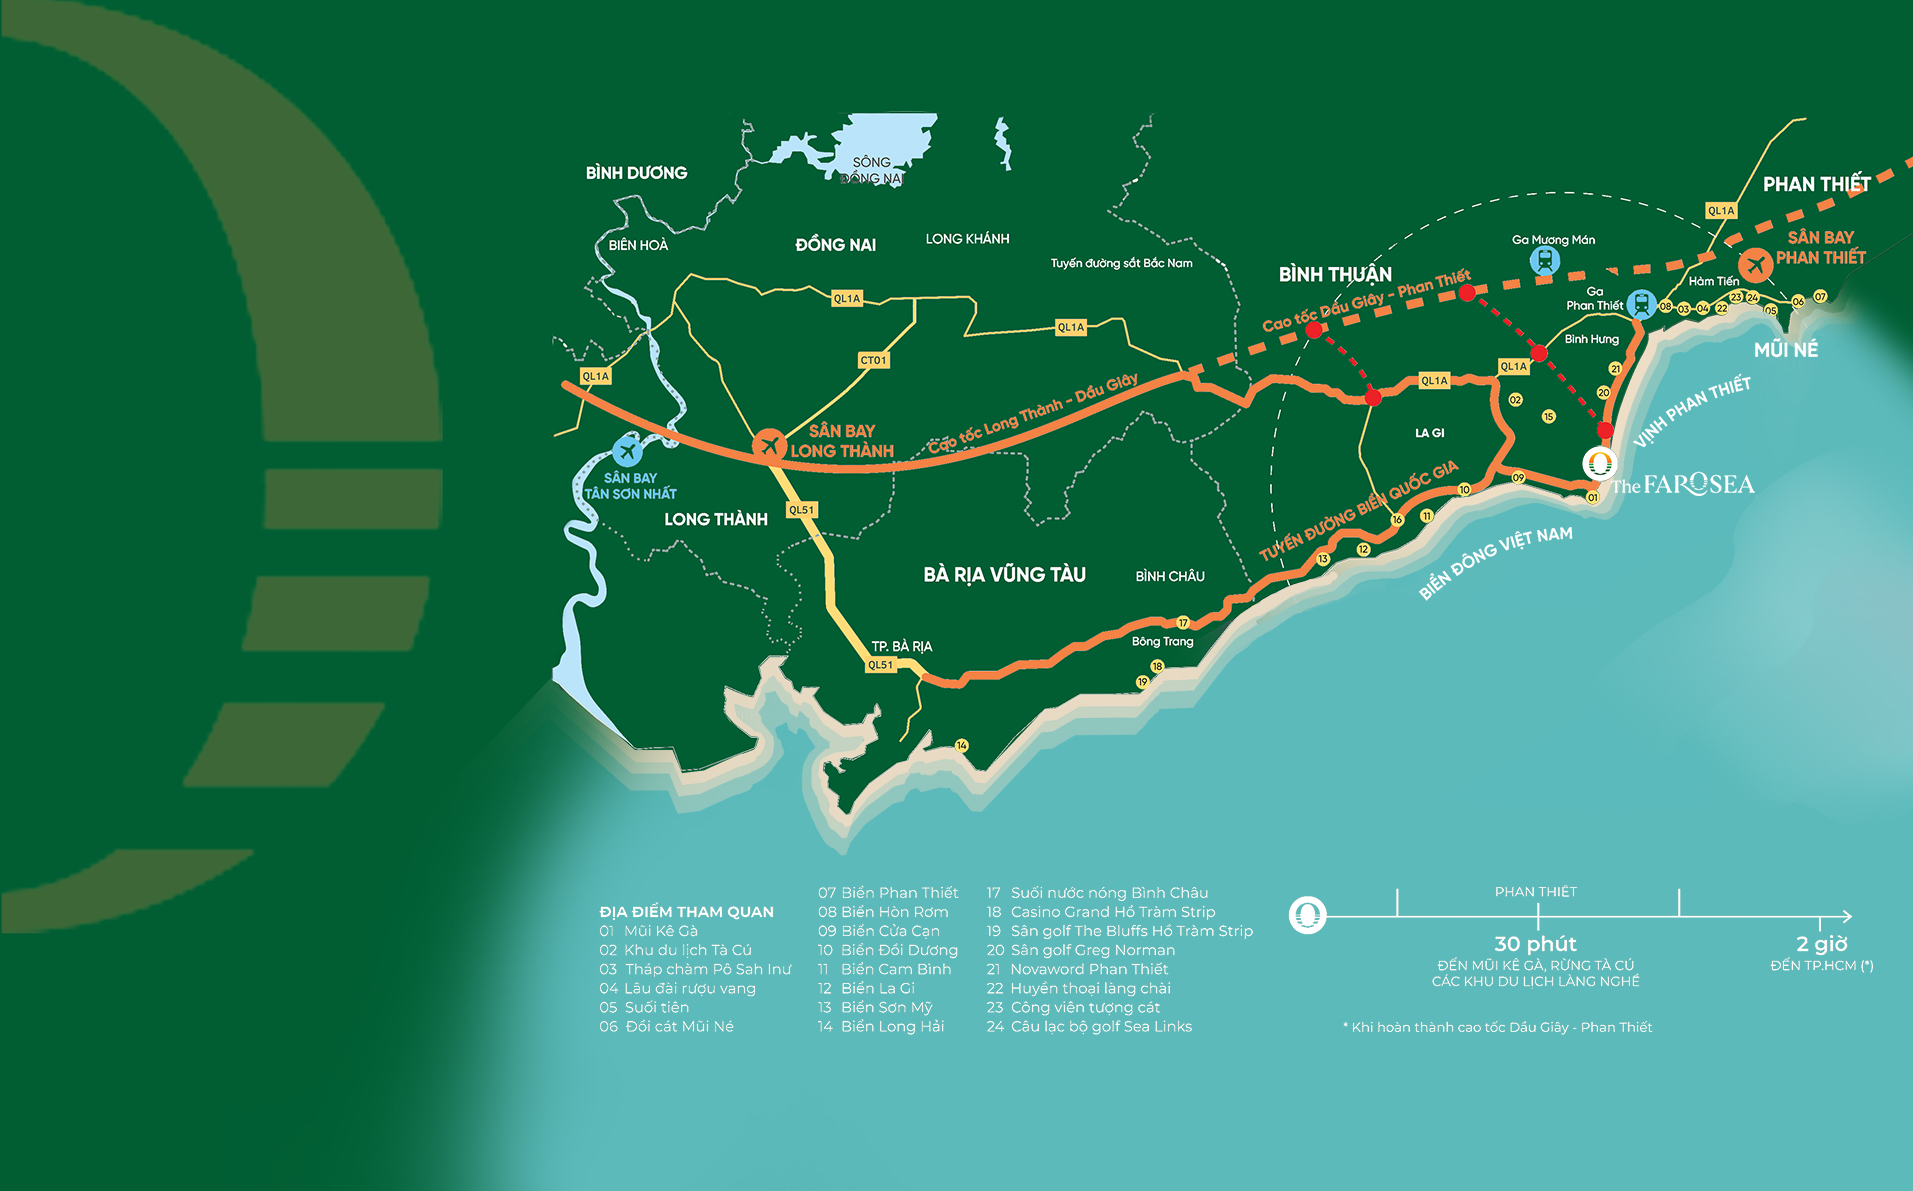 BÌNH DƯƠNG
SÔNG
ĐỒNG NAI
PHAN THIẾT
QL1A
BIÊN HOÀ
ĐỒNG NAI
LONG KHÁNH
Ga Mương Mán
SÂN BAY
PHAN THIẾT
Tuyến đường sắt Bắc Nam
BÌNH THUẬN
Cao tốc Dầu Giây - Phan Thiết
Hàm Tiến
Ga
Phan Thiết
08
03
04
22
23
24
05
06
07
QL1A
QL1A
Bình Hưng
MŨI NÉ
CT01
QL1A
QL1A
QL1A
21
20
02
15
VỊNH PHAN THIẾT
Cao tốc Long Thành - Dầu Giây
SÂN BAY
LONG THÀNH
LA GI
SÂN BAY
TÂN SƠN NHẤT
The FAROSEA
TUYẾN ĐƯỜNG BIỂN QUỐC GIA
09
10
01
QL51
LONG THÀNH
16
11
12
13
BIỂN ĐÔNG VIỆT NAM
BÀ RỊA VŨNG TÀU
BÌNH CHÂU
17
Bông Trang
TP. BÀ RỊA
QL51
18
19
14
ĐỊA ĐIỂM THAM QUAN
01 Mũi Kê Gà
02 Khu du lịch Tà Cú
03 Tháp chàm Pô Sah Inư
04 Lâu đài rượu vang
05 Suối tiên
06 Đồi cát Mũi Né
07 Biển Phan Thiết
08 Biển Hòn Rơm
09 Biển Cửa Cạn
10 Biển Đồi Dương
11 Biển Cam Bình
12 Biển La Gi
13 Biển Sơn Mỹ
14 Biển Long Hải
17 Suối nước nóng Bình Châu
18 Casino Grand Hồ Tràm Strip
19 Sân golf The Bluffs Hồ Tràm Strip
20 Sân golf Greg Norman
21 Novaword Phan Thiết
22 Huyền thoại làng chài
23 Công viên tượng cát
24 Câu lạc bộ golf Sea Links
PHAN THIẾT
30 phút
ĐẾN MŨI KÊ GÀ, RỪNG TÀ CÚ
CÁC KHU DU LỊCH LÀNG NGHỀ
2 giờ
ĐẾN TP.HCM (*)
* Khi hoàn thành cao tốc Dầu Giây - Phan Thiết